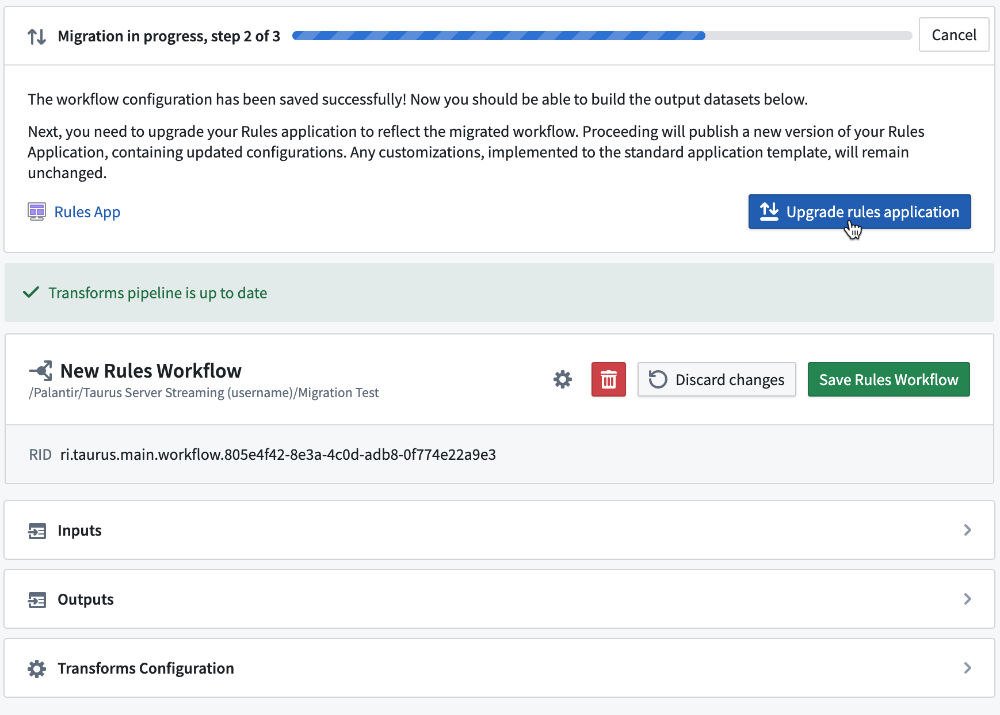 Migration in progress, step 2 of 3
Cancel
The workflow configuration has been saved successfully! Now you should be able to build the output datasets below.
Next, you need to upgrade your Rules application to reflect the migrated workflow. Proceeding will publish a new version of your Rules
Application, containing updated configurations. Any customizations, implemented to the standard application template, will remain
unchanged.
Rules App
Upgrade rules application
Transforms pipeline is up to date
New Rules Workflow
/Palantir/Taurus Server Streaming (username)/Migration Test
Discard changes
Save Rules Workflow
RID ri.taurus.main.workflow.805e4f42-8e3a-4c0d-adb8-0f774e22a9e3
Inputs
Outputs
Transforms Configuration